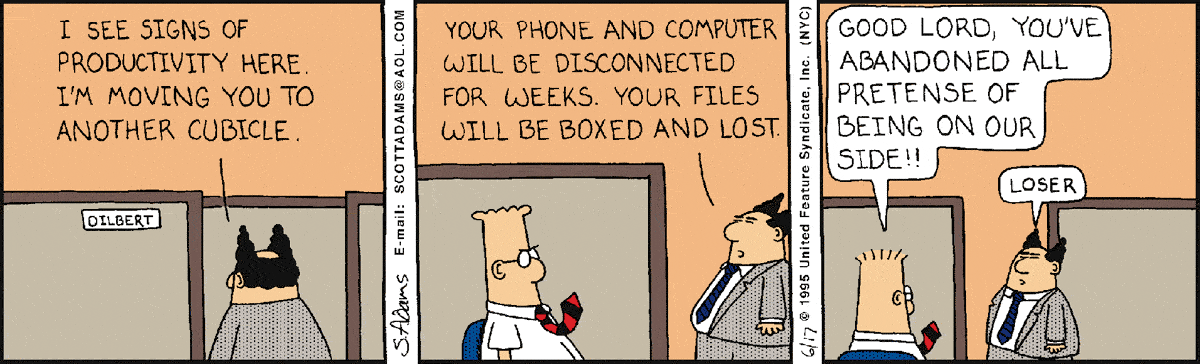 I SEE SIGNS OF
PRODUCTIVITY HERE.
I'M MOVING YOU TO
ANOTHER CUBICLE.
DILBERT
S.Adams E-mail: SCOTTADAMS@AOL.COM
YOUR PHONE AND COMPUTER
WILL BE DISCONNECTED
FOR WEEKS. YOUR FILES
WILL BE BOXED AND LOST.
6/17 © 1995 United Feature Syndicate, Inc. (NYC)
GOOD LORD, YOU'VE
ABANDONED ALL
PRETENSE OF
BEING ON OUR
SIDE!!
LOSER